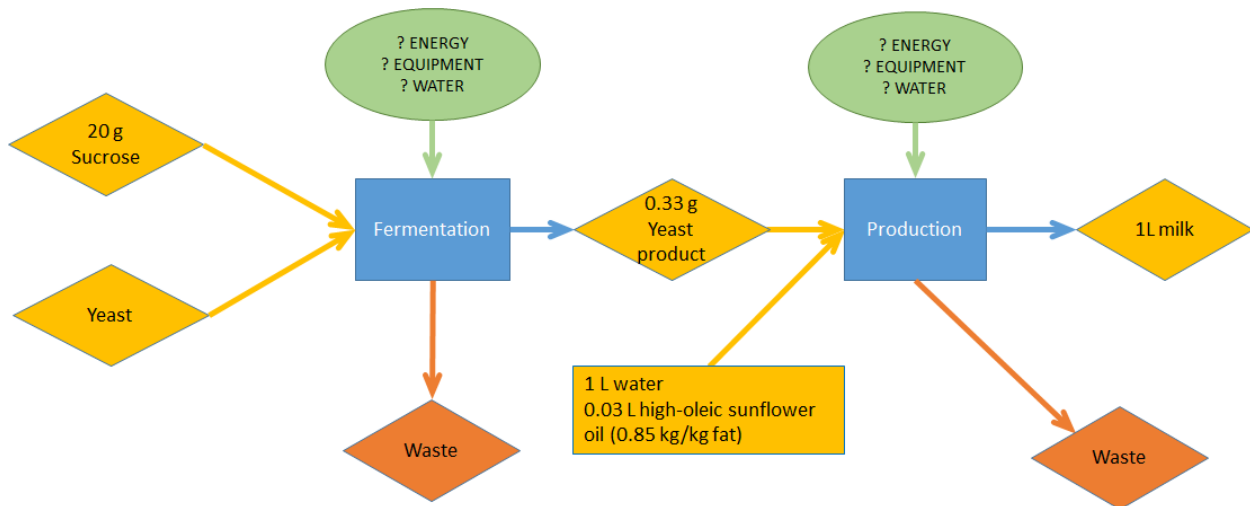 ? ENERGY
? EQUIPMENT
? WATER
? ENERGY
? EQUIPMENT
? WATER
20 g
Sucrose
Fermentation
0.33 g
Yeast
product
Production
1L milk
Yeast
1 L water
0.03 L high-oleic sunflower
oil (0.85 kg/kg fat)
Waste
Waste